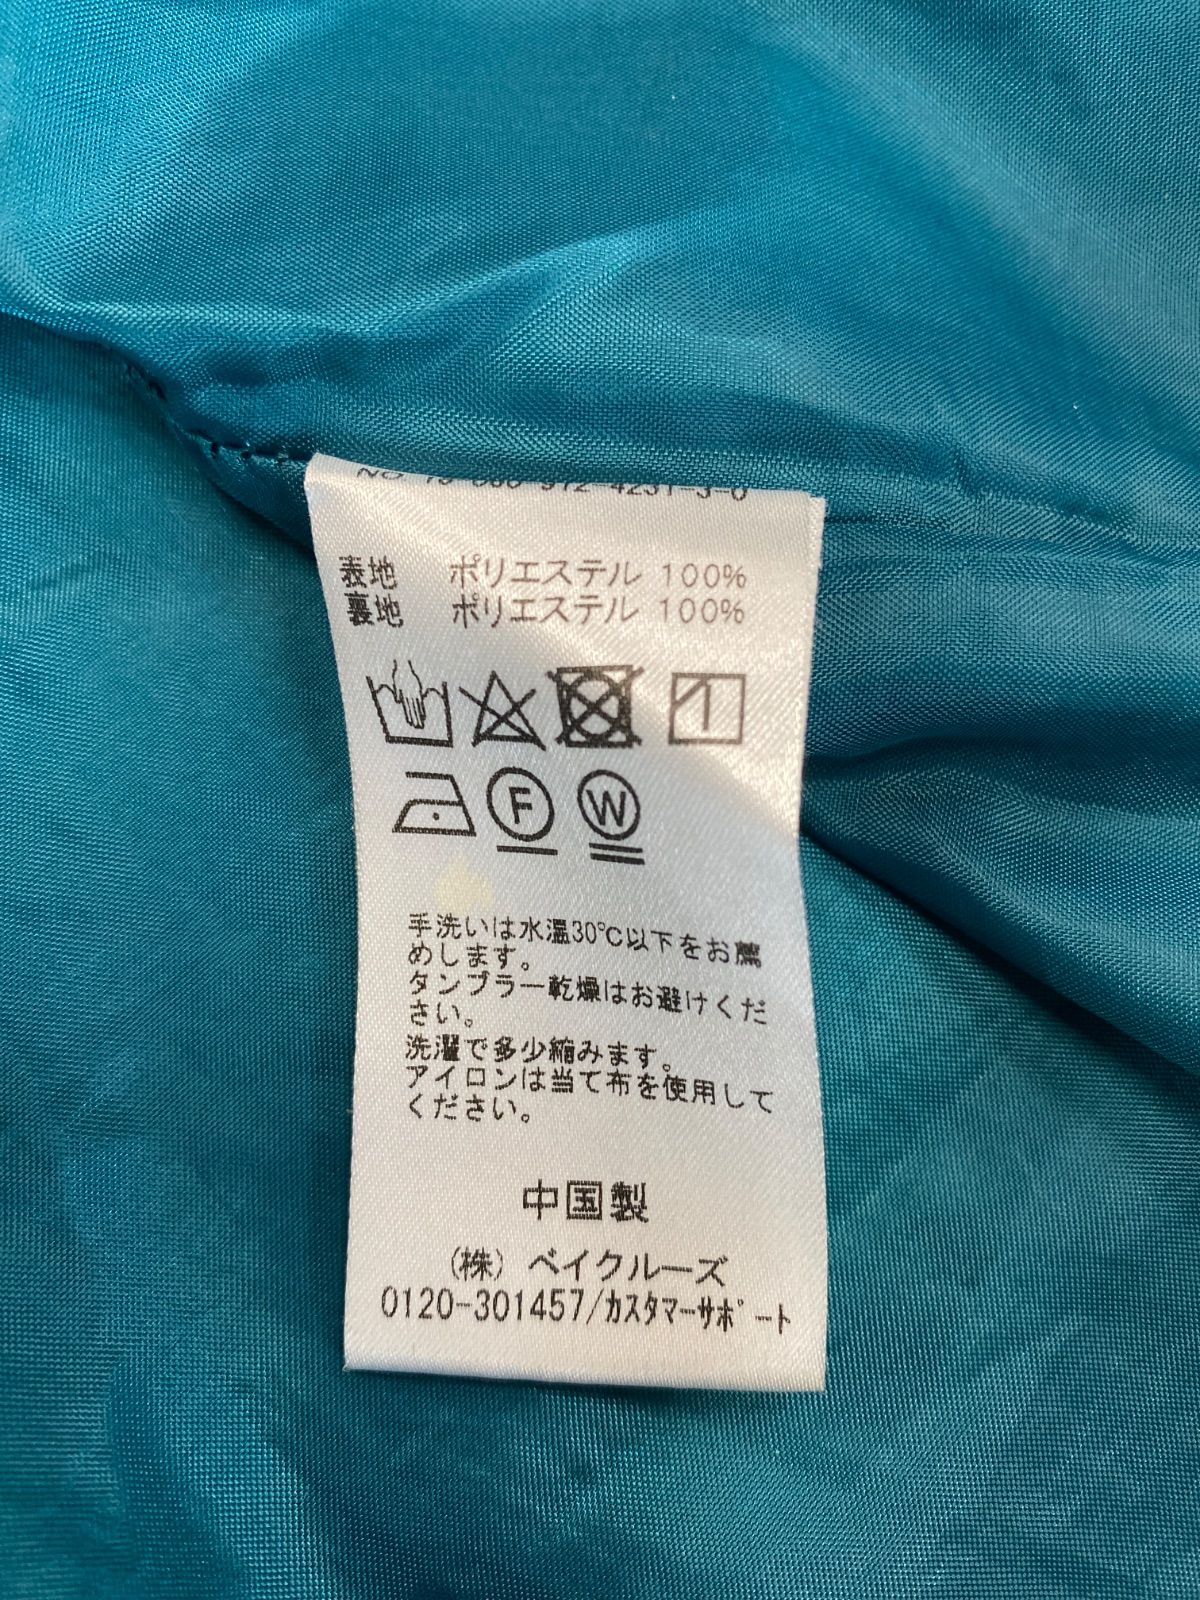 表地 ポリエステル 100%
裏地 ポリエステル 100%
F W
手洗いは水温30℃以下をお薦
めします。
タンブラー乾燥はお避けくだ
さい。
洗濯で多少縮みます。
アイロンは当て布を使用して
ください。
中国製
(株) ベイクルーズ
0120-301457/カスタマーサポート